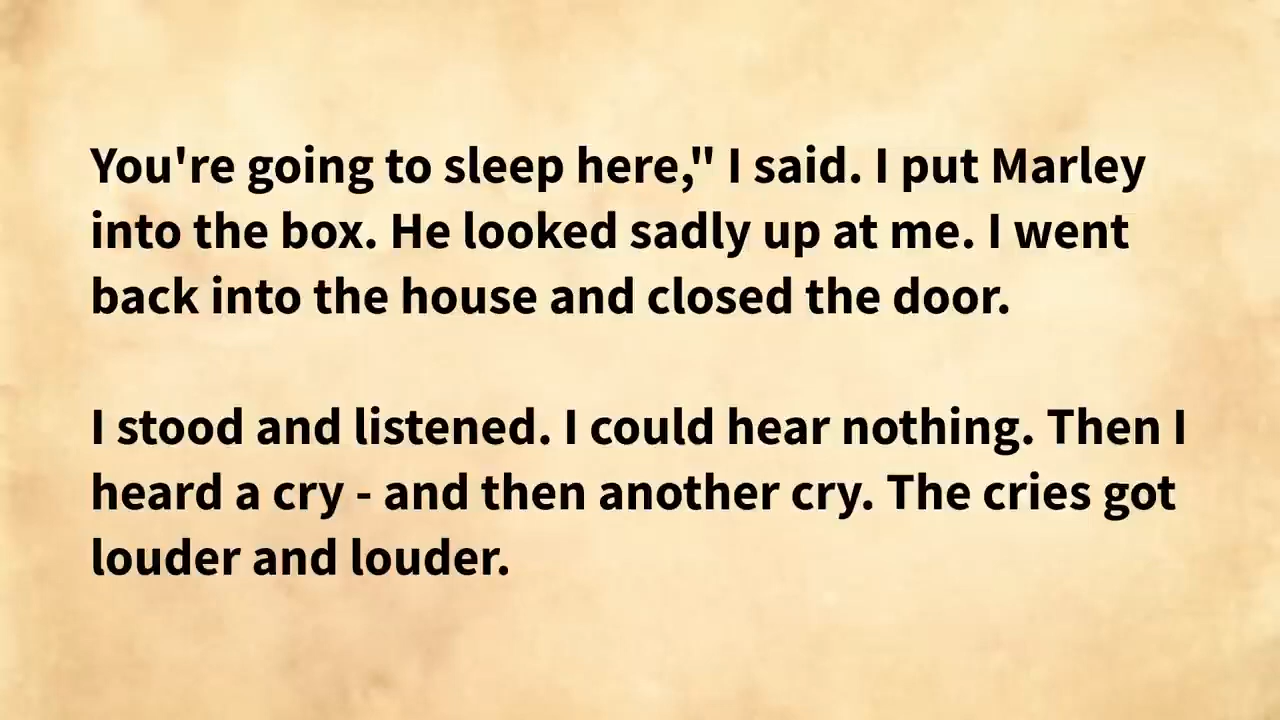 You're going to sleep here," I said. I put Marley
into the box. He looked sadly up at me. I went
back into the house and closed the door.
I stood and listened. I could hear nothing. Then I
heard a cry - and then another cry. The cries got
louder and louder.